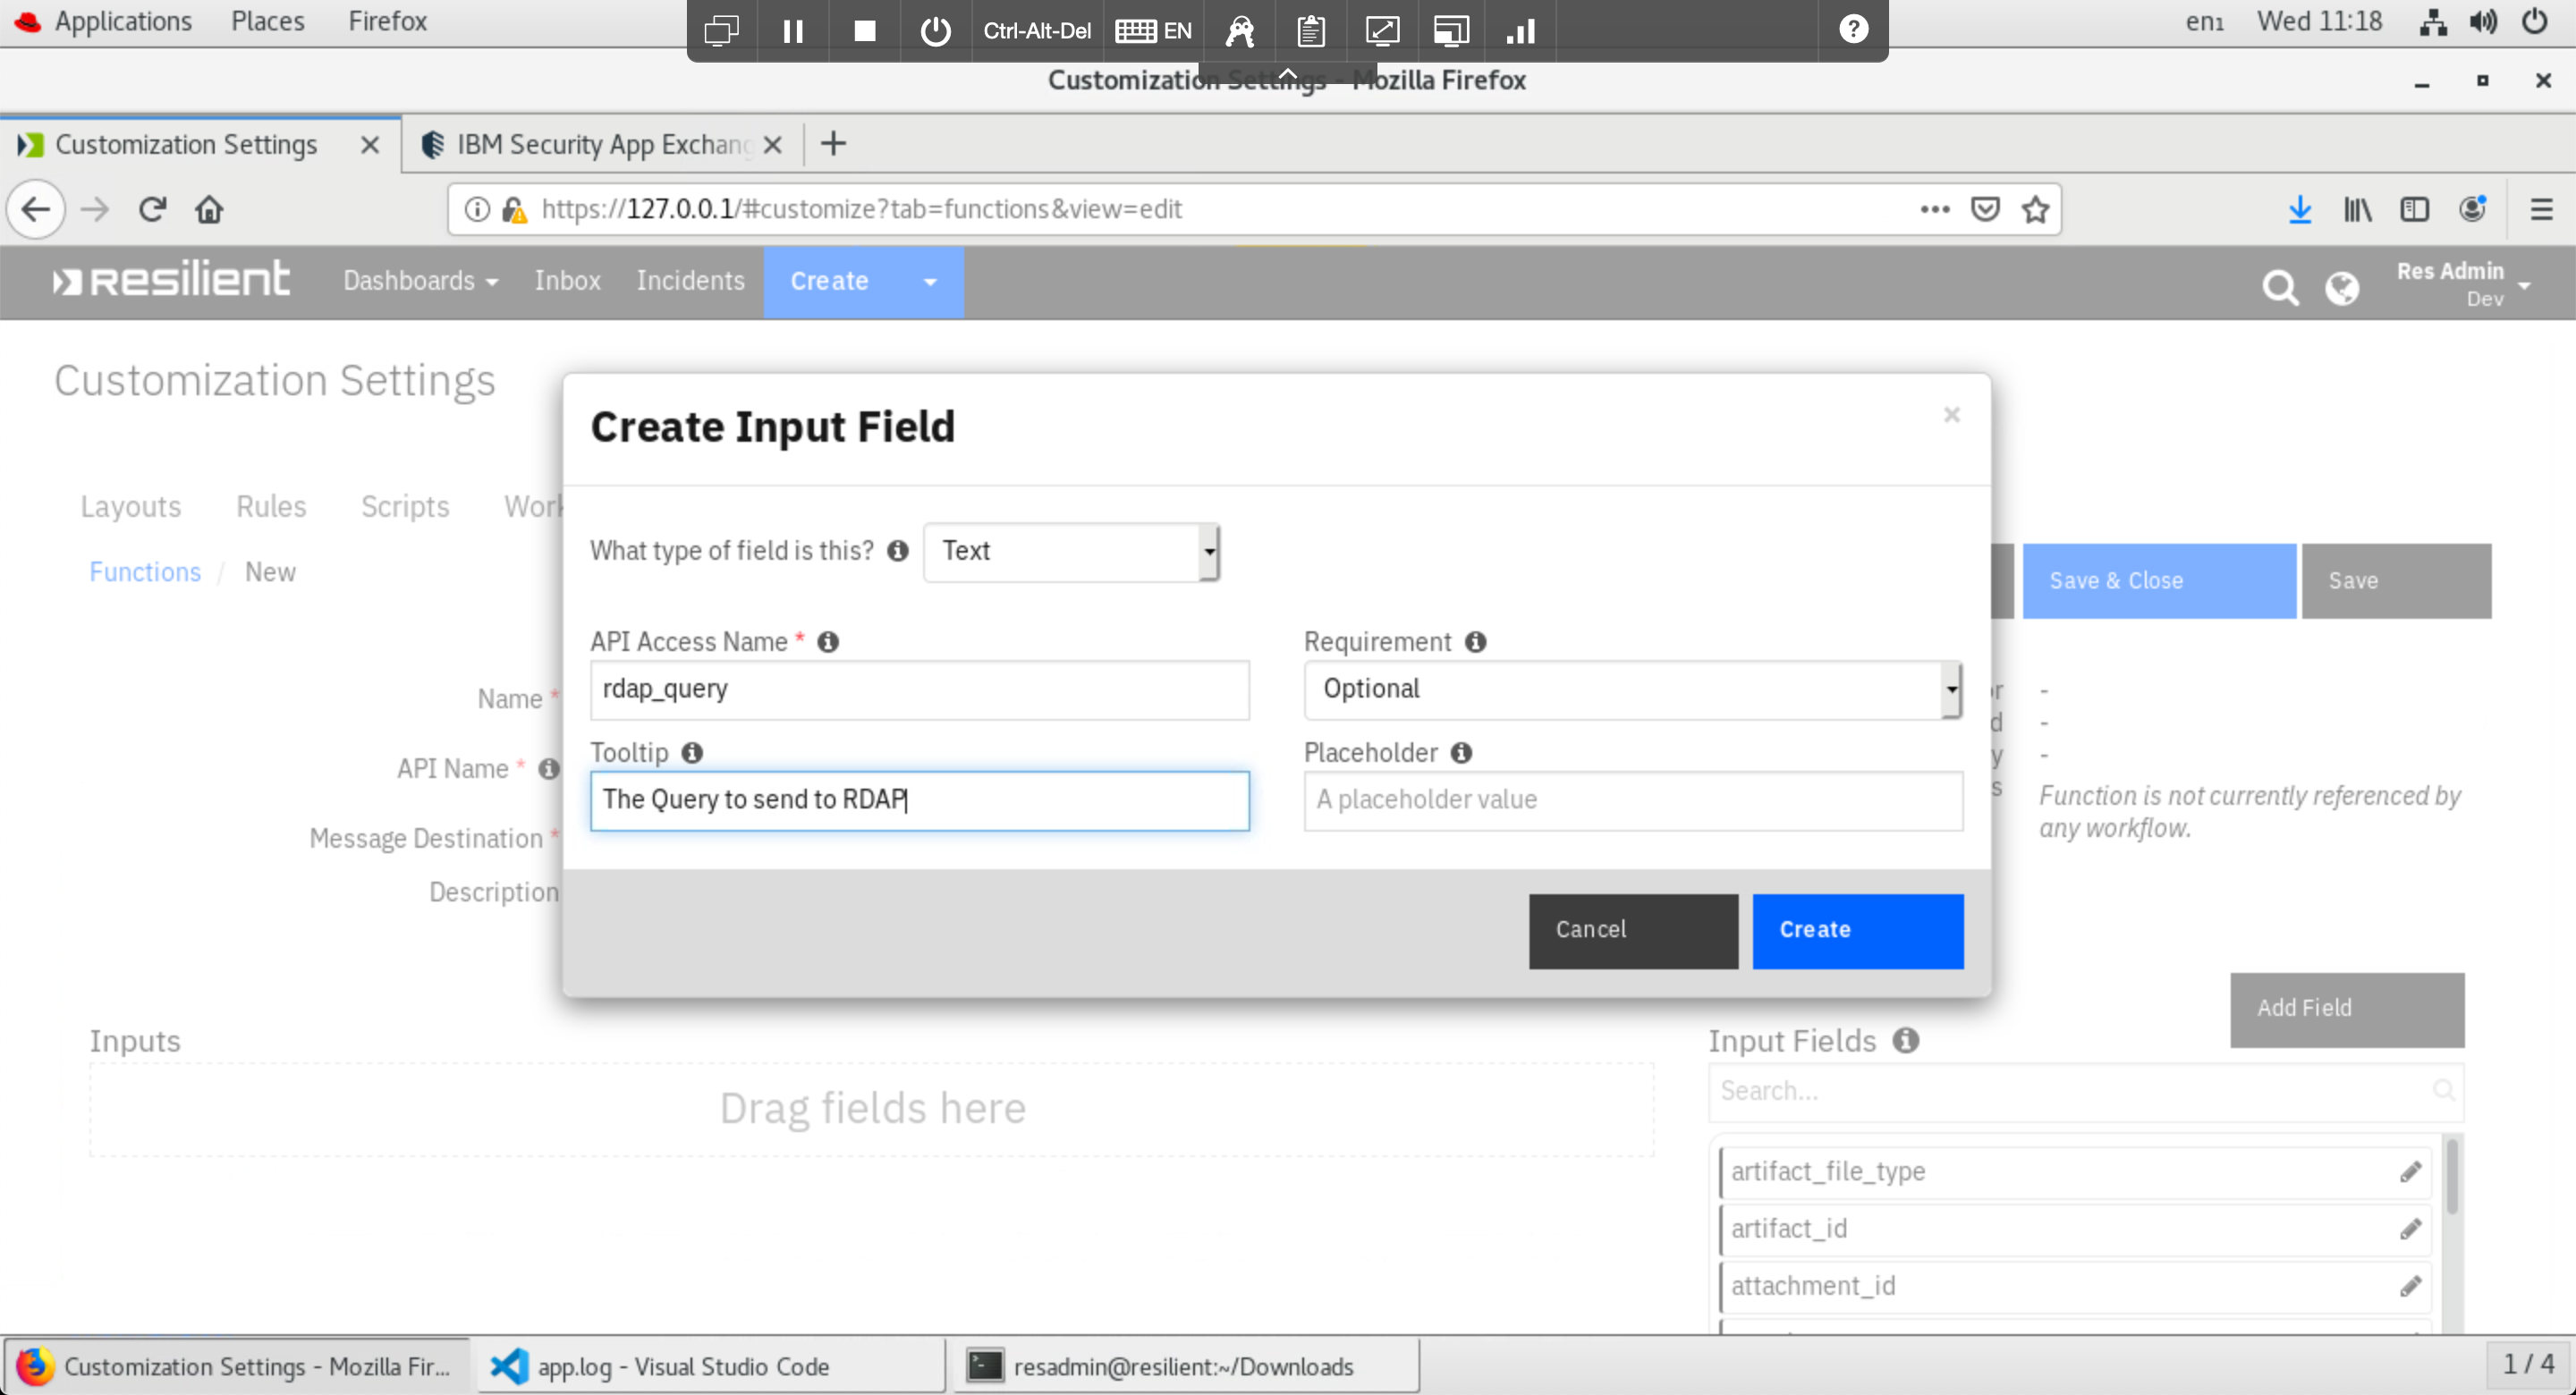 Applications Places Firefox
Ctrl-Alt-Del EN
en₁ Wed 11:18
Customization Settings - Mozilla Firefox
Customization Settings
IBM Security App Exchang
https://127.0.0.1/#customize?tab=functions&view=edit
Resilient Dashboards Inbox Incidents Create
Res Admin
Dev
Customization Settings
Layouts Rules Scripts Work
Functions / New
Save & Close
Save
Name *
API Name *
Message Destination *
Description
Create Input Field
×
What type of field is this? Text
API Access Name *
rdap_query
Requirement
Optional
Tooltip
The Query to send to RDAP
Placeholder
A placeholder value
Cancel
Create
r -
d -
y -
s Function is not currently referenced by
any workflow.
Inputs
Drag fields here
Input Fields
Add Field
Search...
artifact_file_type
artifact_id
attachment_id
Customization Settings - Mozilla Fir...
app.log - Visual Studio Code
resadmin@resilient:~/Downloads
1 / 4